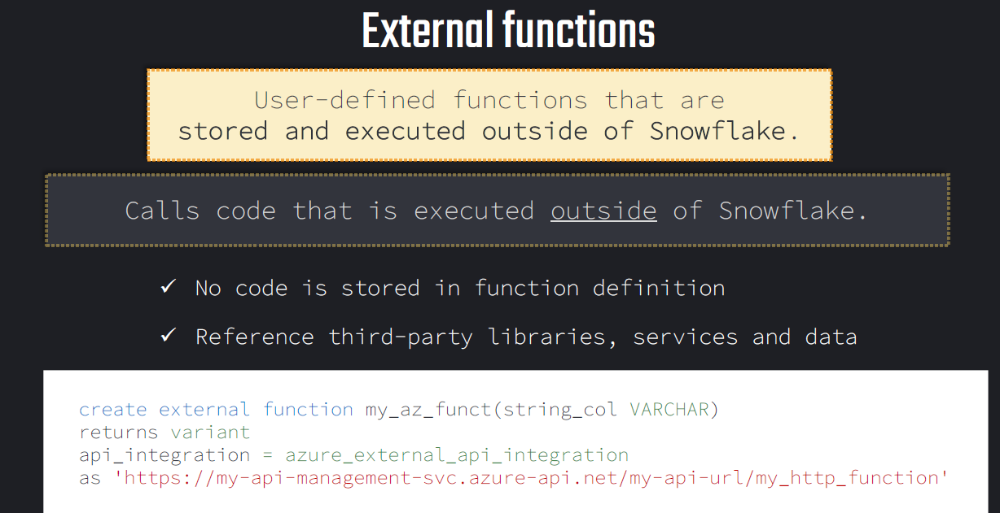 External functions
User-defined functions that are
stored and executed outside of Snowflake.
Calls code that is executed outside of Snowflake.
✓ No code is stored in function definition
✓ Reference third-party libraries, services and data
create external function my_az_funct(string_col VARCHAR)
returns variant
api_integration = azure_external_api_integration
as 'https://my-api-management-svc.azure-api.net/my-api-url/my_http_function'